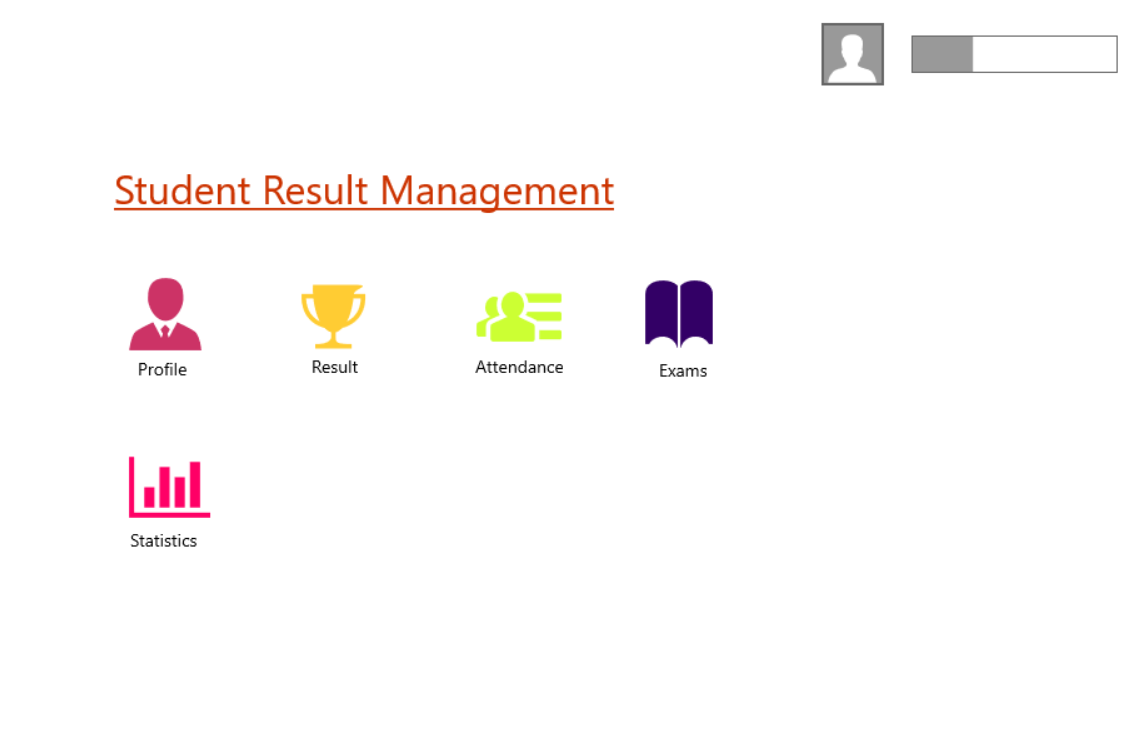 Student Result Management
Profile
Result
Attendance
Exams
Statistics